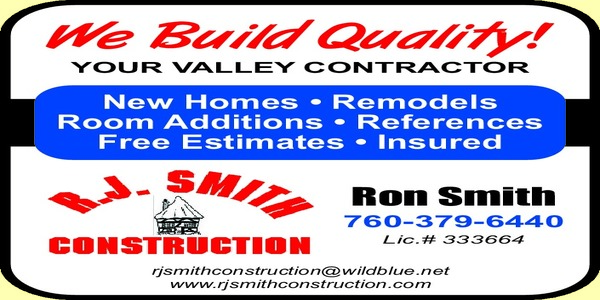 We Build Quality!
YOUR VALLEY CONTRACTOR
New Homes • Remodels
Room Additions • References
Free Estimates • Insured
R.J. SMITH
CONSTRUCTION
Ron Smith
760-379-6440
Lic.# 333664
rjsmithconstruction@wildblue.net
www.rjsmithconstruction.com